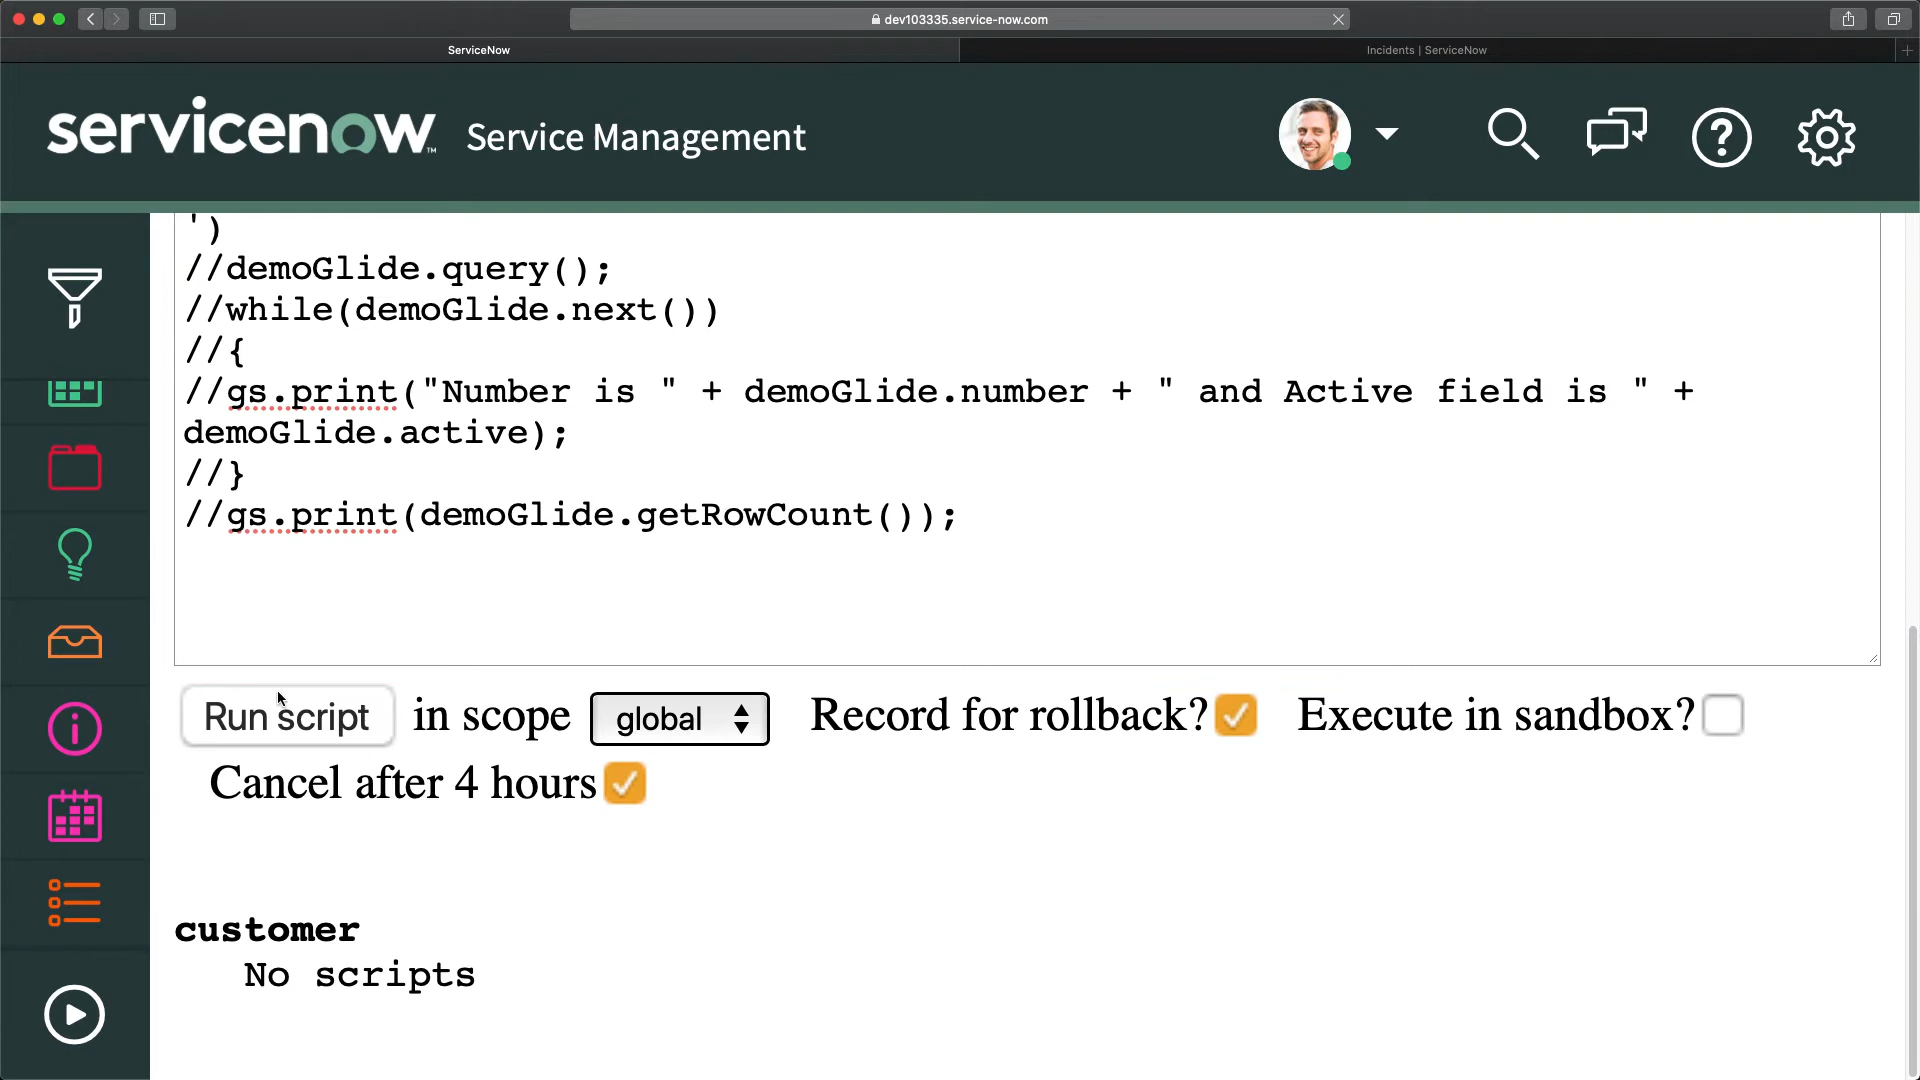 dev103335.service-now.com
ServiceNow
Incidents | ServiceNow
servicenow™ Service Management
')
//demoGlide.query();
//while(demoGlide.next())
//{
//gs.print("Number is " + demoGlide.number + " and Active field is " +
demoGlide.active);
//}
//gs.print(demoGlide.getRowCount());
Run script in scope global Record for rollback? Execute in sandbox?
Cancel after 4 hours
customer
No scripts